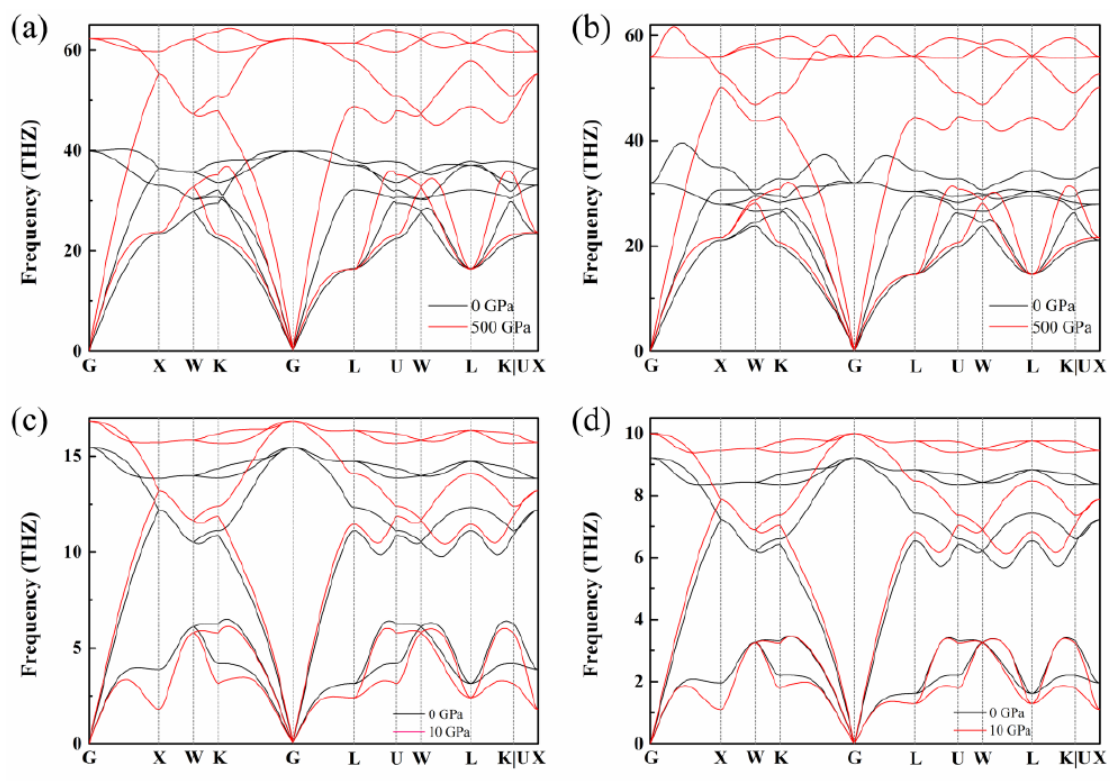 (a)
Frequency (THZ)
60
40
20
0
0 GPa
500 GPa
G X W K G L U W L K|U X
(b)
Frequency (THZ)
60
40
20
0
0 GPa
500 GPa
G X W K G L U W L K|U X
(c)
Frequency (THZ)
15
10
5
0
0 GPa
10 GPa
G X W K G L U W L K|U X
(d)
Frequency (THZ)
10
8
6
4
2
0
0 GPa
10 GPa
G X W K G L U W L K|U X